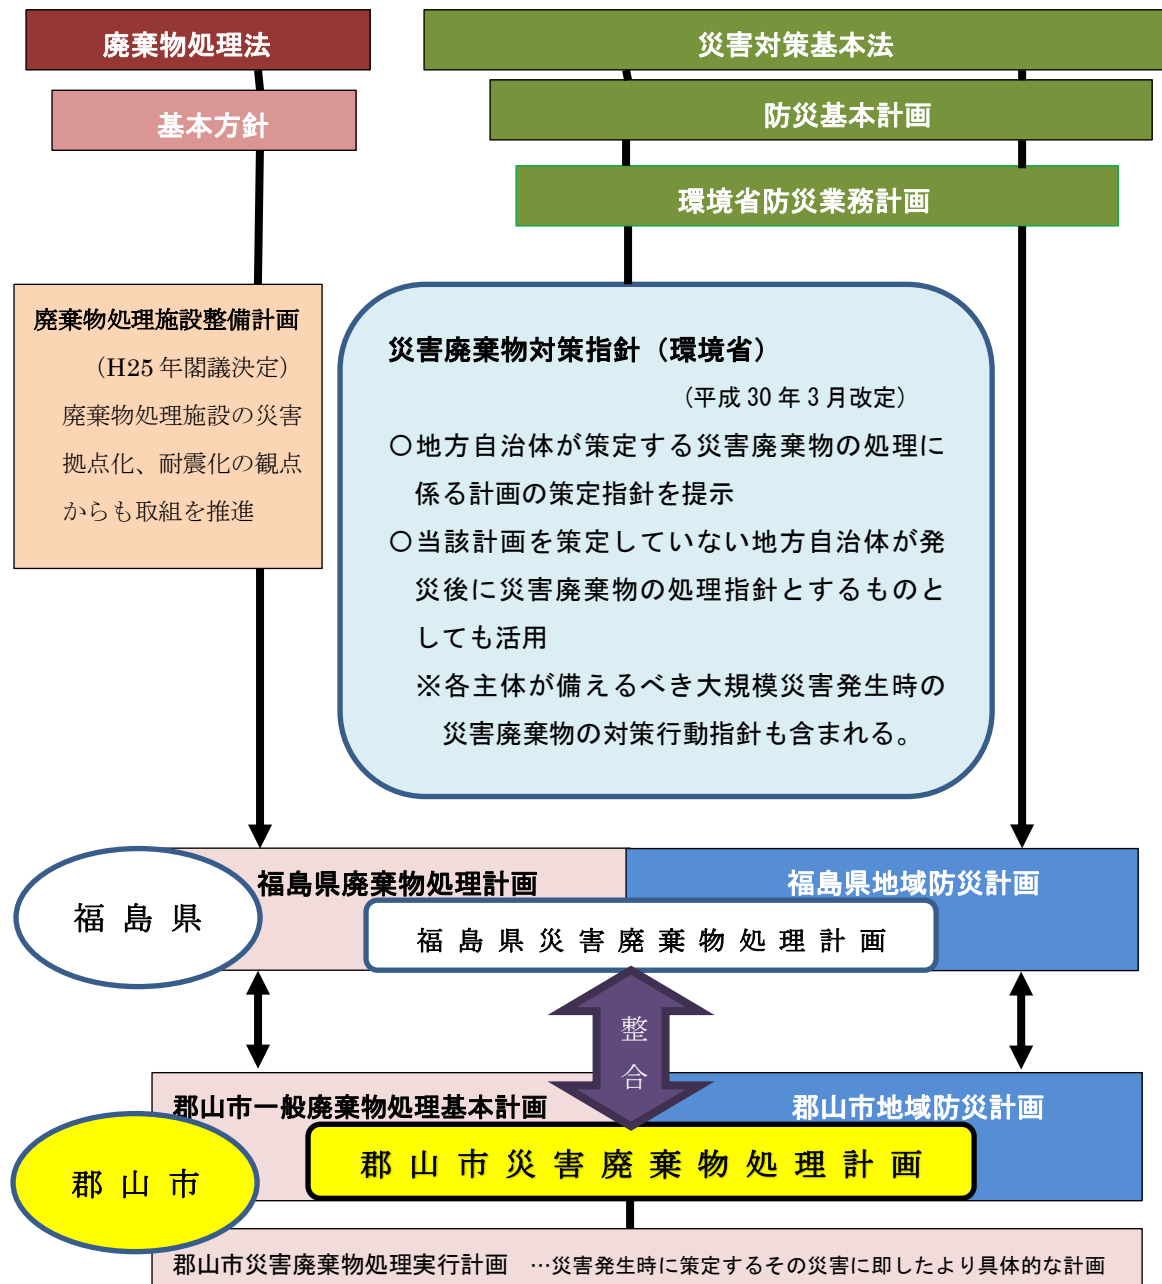 廃棄物処理法
災害対策基本法
基本方針
防災基本計画
環境省防災業務計画
廃棄物処理施設整備計画
（H25 年閣議決定）
廃棄物処理施設の災害
拠点化、耐震化の観点
からも取組を推進
災害廃棄物対策指針（環境省）
（平成 30 年 3 月改定）
〇地方自治体が策定する災害廃棄物の処理に
係る計画の策定指針を提示
〇当該計画を策定していない地方自治体が発
災後に災害廃棄物の処理指針とするものと
しても活用
※各主体が備えるべき大規模災害発生時の
災害廃棄物の対策行動指針も含まれる。
福島県
福島県廃棄物処理計画
福島県地域防災計画
福島県災害廃棄物処理計画
整
合
郡山市
郡山市一般廃棄物処理基本計画
郡山市地域防災計画
郡山市災害廃棄物処理計画
郡山市災害廃棄物処理実行計画 …災害発生時に策定するその災害に即したより具体的な計画